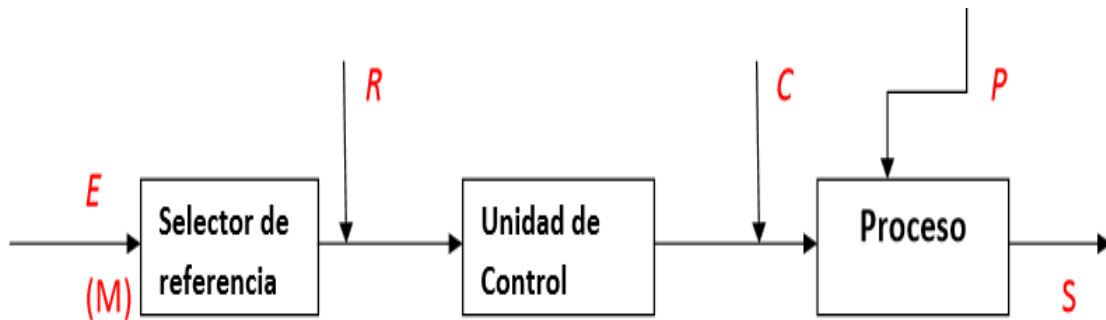 R
C
P
E
(M)
Selector de
referencia
Unidad de
Control
Proceso
S